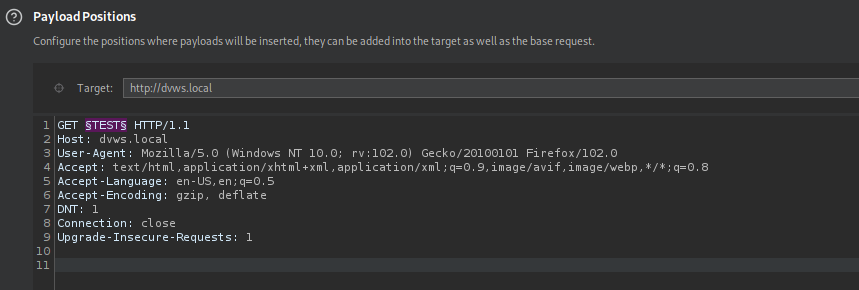 ? Payload Positions
Configure the positions where payloads will be inserted, they can be added into the target as well as the base request.
Target: http://dvws.local
1 GET §TEST§ HTTP/1.1
2 Host: dvws.local
3 User-Agent: Mozilla/5.0 (Windows NT 10.0; rv:102.0) Gecko/20100101 Firefox/102.0
4 Accept: text/html,application/xhtml+xml,application/xml;q=0.9,image/avif,image/webp,*/*;q=0.8
5 Accept-Language: en-US,en;q=0.5
6 Accept-Encoding: gzip, deflate
7 DNT: 1
8 Connection: close
9 Upgrade-Insecure-Requests: 1
10
11